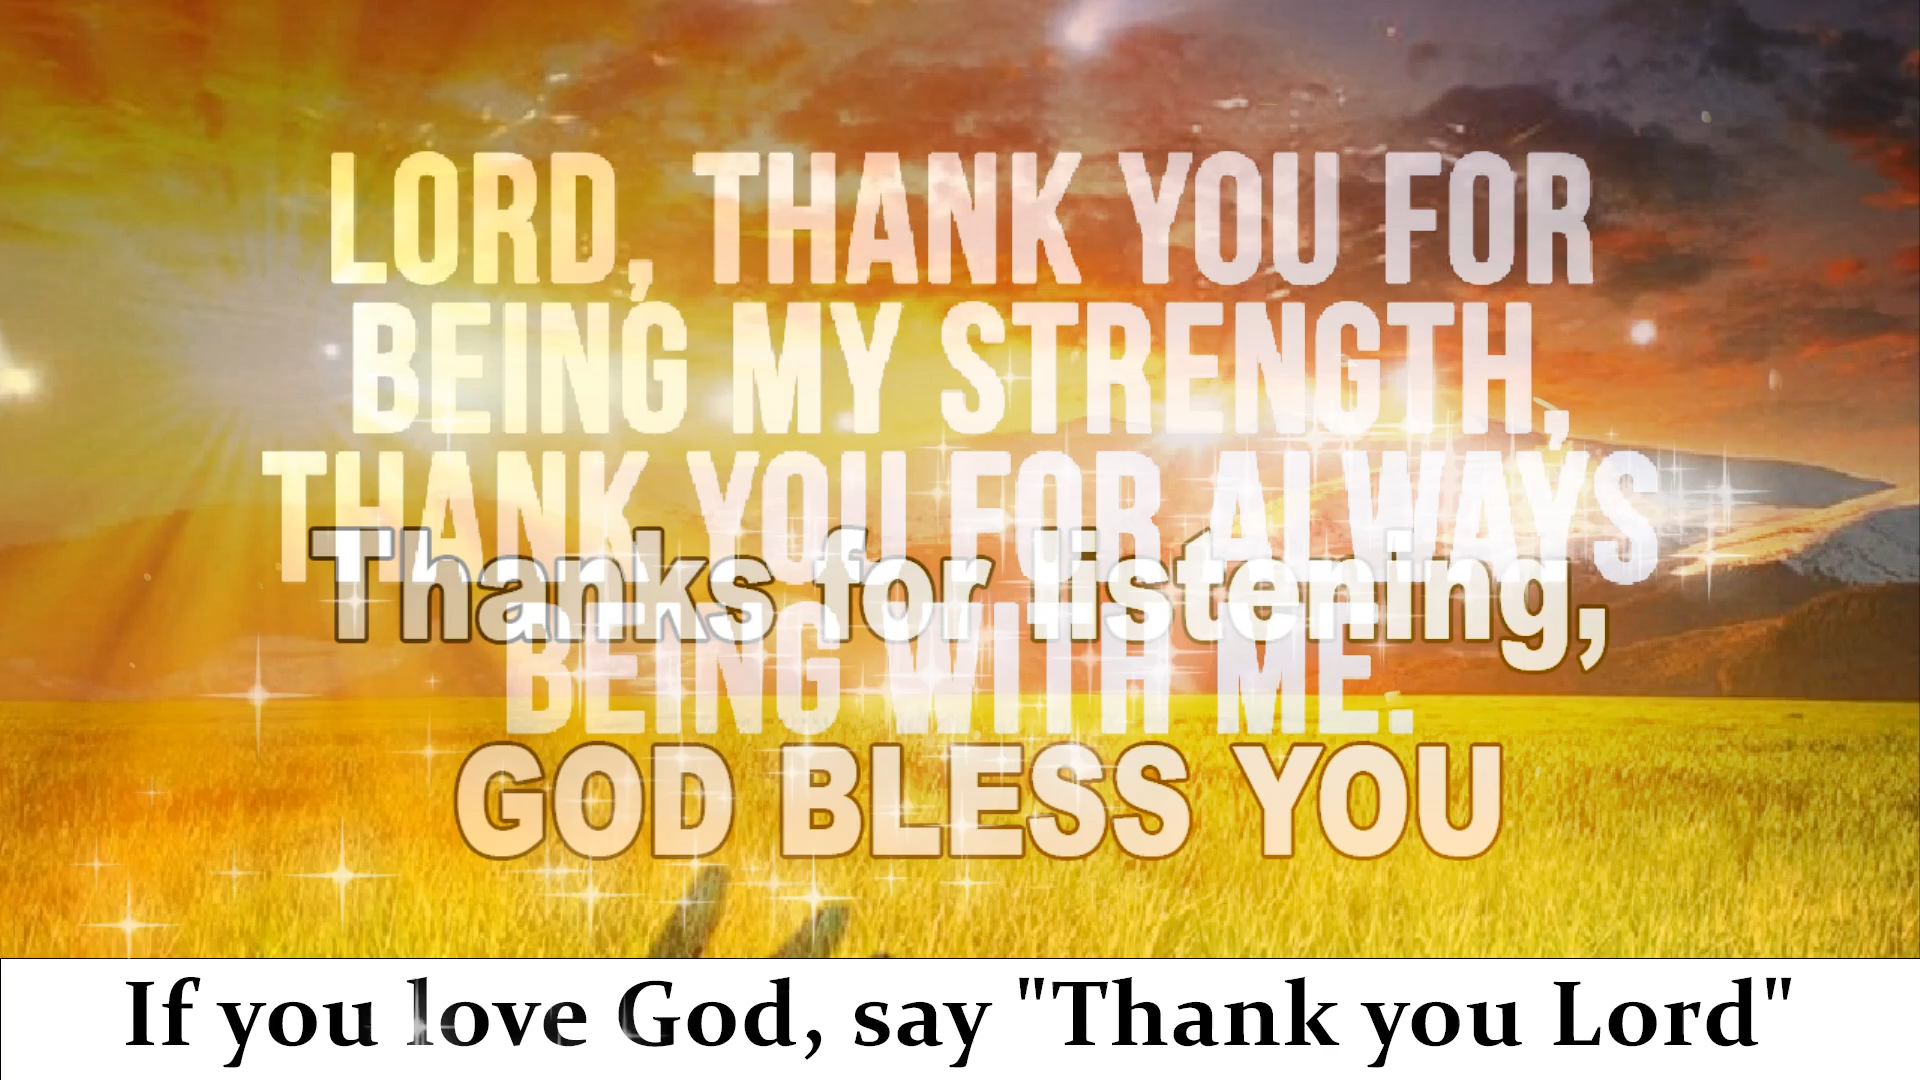 LORD, THANK YOU FOR
BEING MY STRENGTH,
THANK YOU FOR ALWAYS
Thanks for listening,
BEING WITH ME.
GOD BLESS YOU
If you love God, say "Thank you Lord"